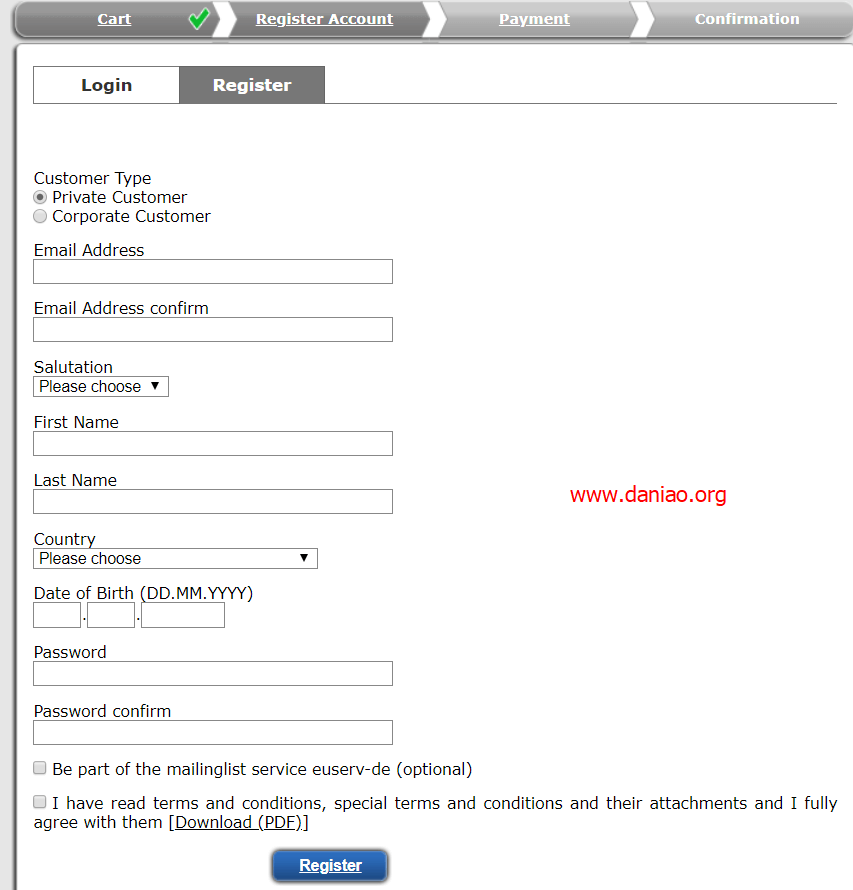 Cart Register Account Payment Confirmation
Login Register
Customer Type
Private Customer
Corporate Customer
Email Address
Email Address confirm
Salutation
Please choose
First Name
Last Name
www.daniao.org
Country
Please choose
Date of Birth (DD.MM.YYYY)
. .
Password
Password confirm
Be part of the mailinglist service euserv-de (optional)
I have read terms and conditions, special terms and conditions and their attachments and I fully
agree with them [Download (PDF)]
Register